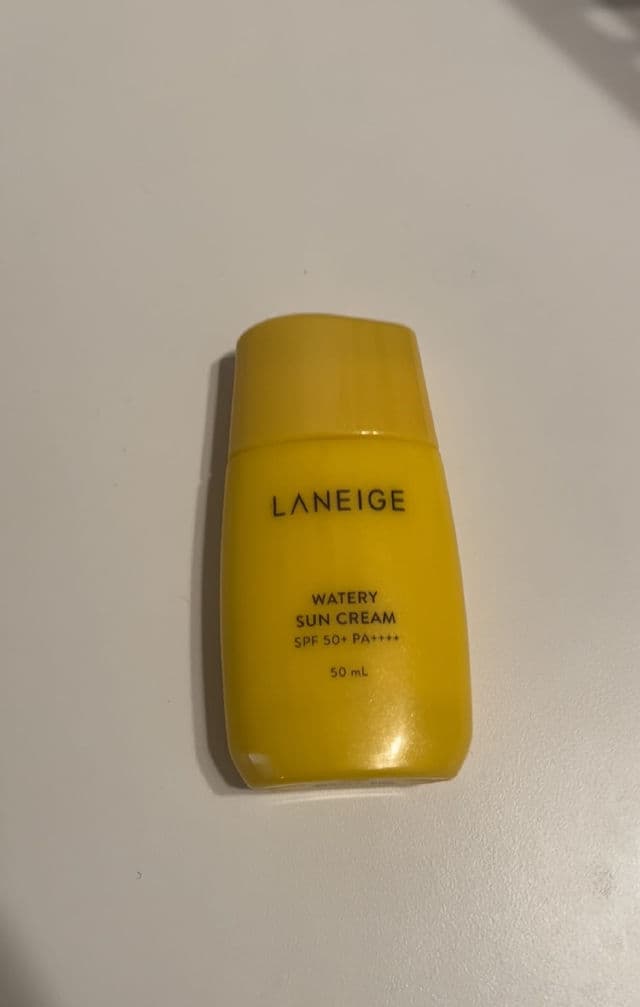 LANEIGE
WATERY
SUN CREAM
SPF 50+ PA++++
50 mL